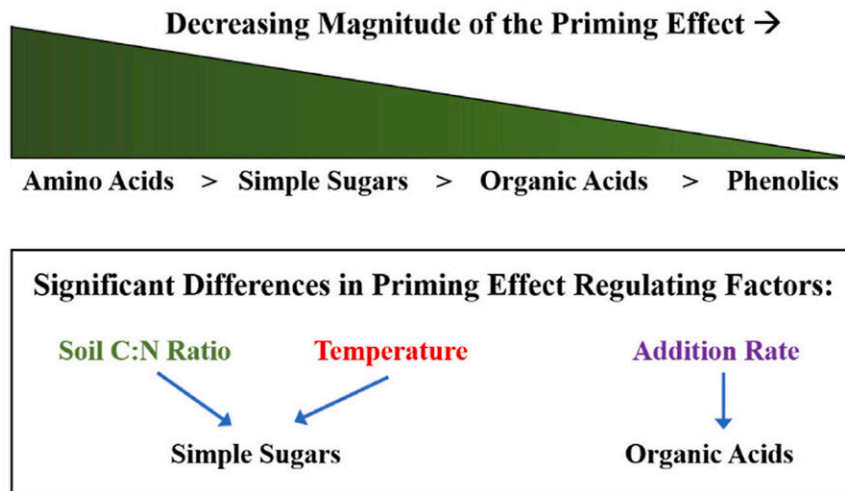 Decreasing Magnitude of the Priming Effect →
Amino Acids > Simple Sugars > Organic Acids > Phenolics
Significant Differences in Priming Effect Regulating Factors:
Soil C:N Ratio Temperature Addition Rate
Simple Sugars Organic Acids